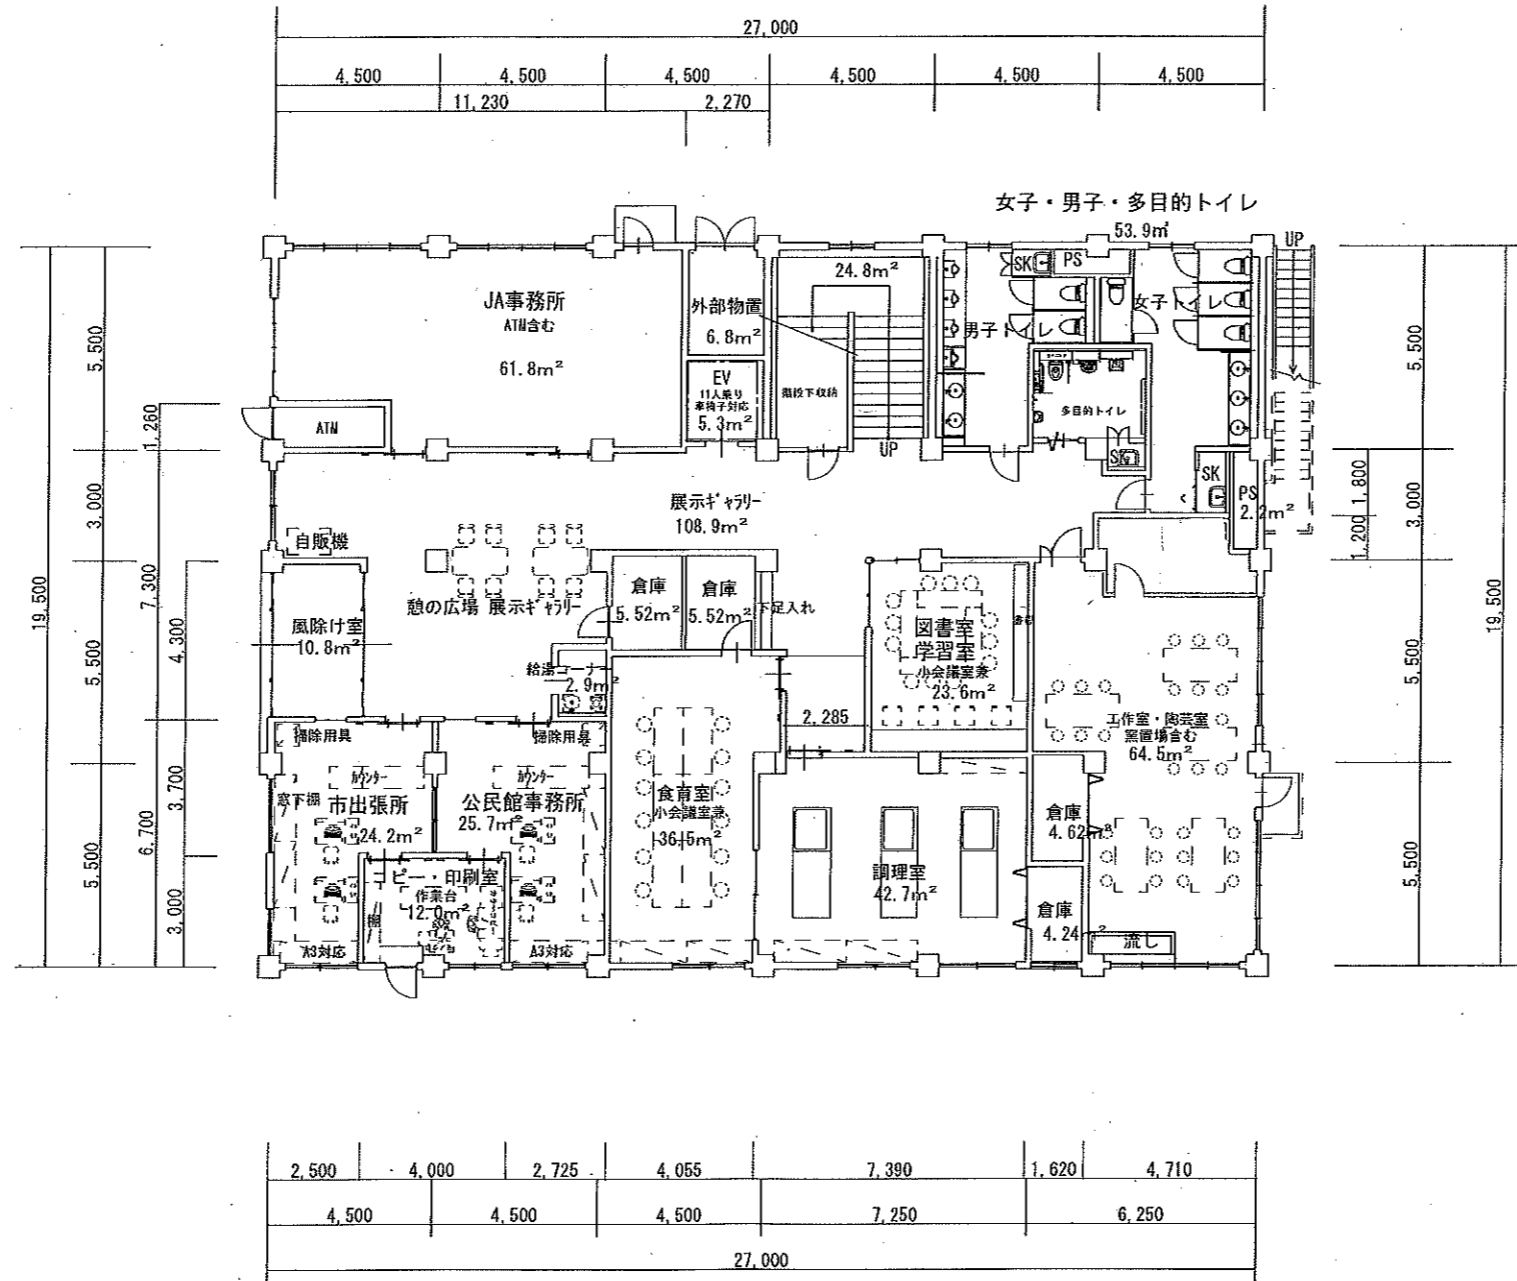 27,000
4,500
4,500
4,500
4,500
4,500
4,500
11,230
2,270
女子・男子・多目的トイレ
53.9㎡
UP
24.8m²
SK
PS
JA事務所
ATM含む
61.8m²
外部物置
6.8m²
男子トイレ
女子トイレ
EV
11人乗り
車椅子対応
5.3m²
階段下収納
多目的トイレ
ATM
UP
SK
SK
PS
2.2m²
展示ギャラリー
108.9m²
自販機
憩の広場 展示ギャラリー
倉庫
5.52m²
倉庫
5.52m²
下足入れ
風除け室
10.8m²
図書室
学習室
小会議室兼
23.6m²
給湯コーナー
2.9m²
2,285
工作室・陶芸室
窯置場含む
64.5m²
掃除用具
掃除用具
カウンター
カウンター
窓下棚
市出張所
24.2m²
公民館事務所
25.7m²
食育室
小会議室兼
36.5m²
倉庫
4.62m²
ピー・印刷室
作業台
12.0m²
棚
調理室
42.7m²
倉庫
4.24㎡
流し
A3対応
A3対応
19,500
5,500
3,000
5,500
5,500
1,260
7,300
6,700
4,300
3,700
3,000
1,800
1,200
5,500
3,000
5,500
5,500
19,500
2,500
4,000
2,725
4,055
7,390
1,620
4,710
4,500
4,500
4,500
7,250
6,250
27,000